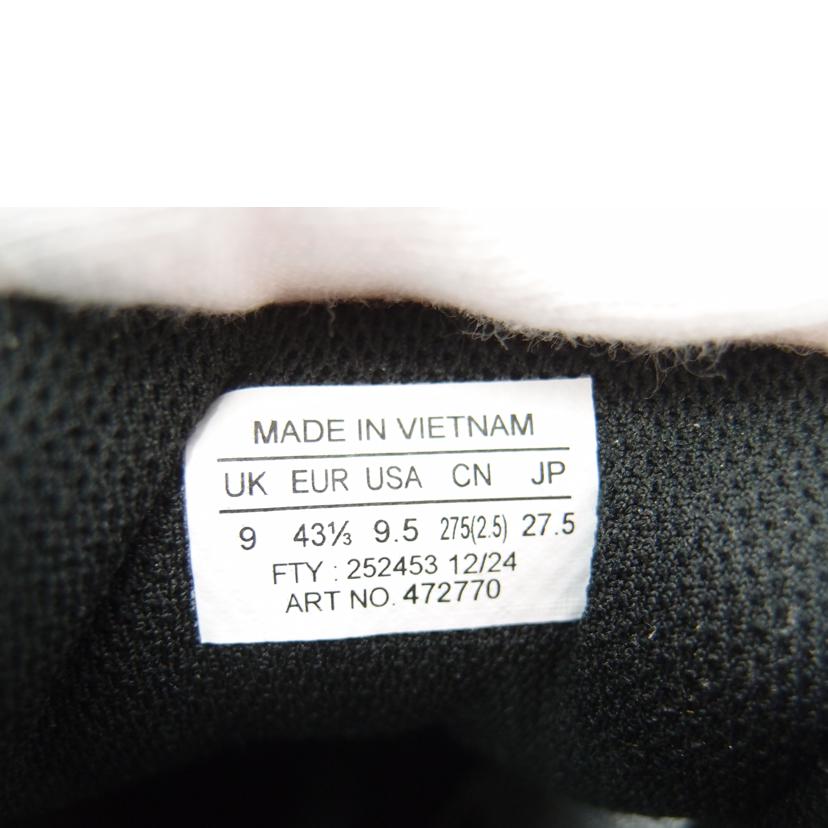 MADE IN VIETNAM
UK EUR USA CN JP
9 43⅓ 9.5 275(2.5) 27.5
FTY : 252453 12/24
ART NO. 472770